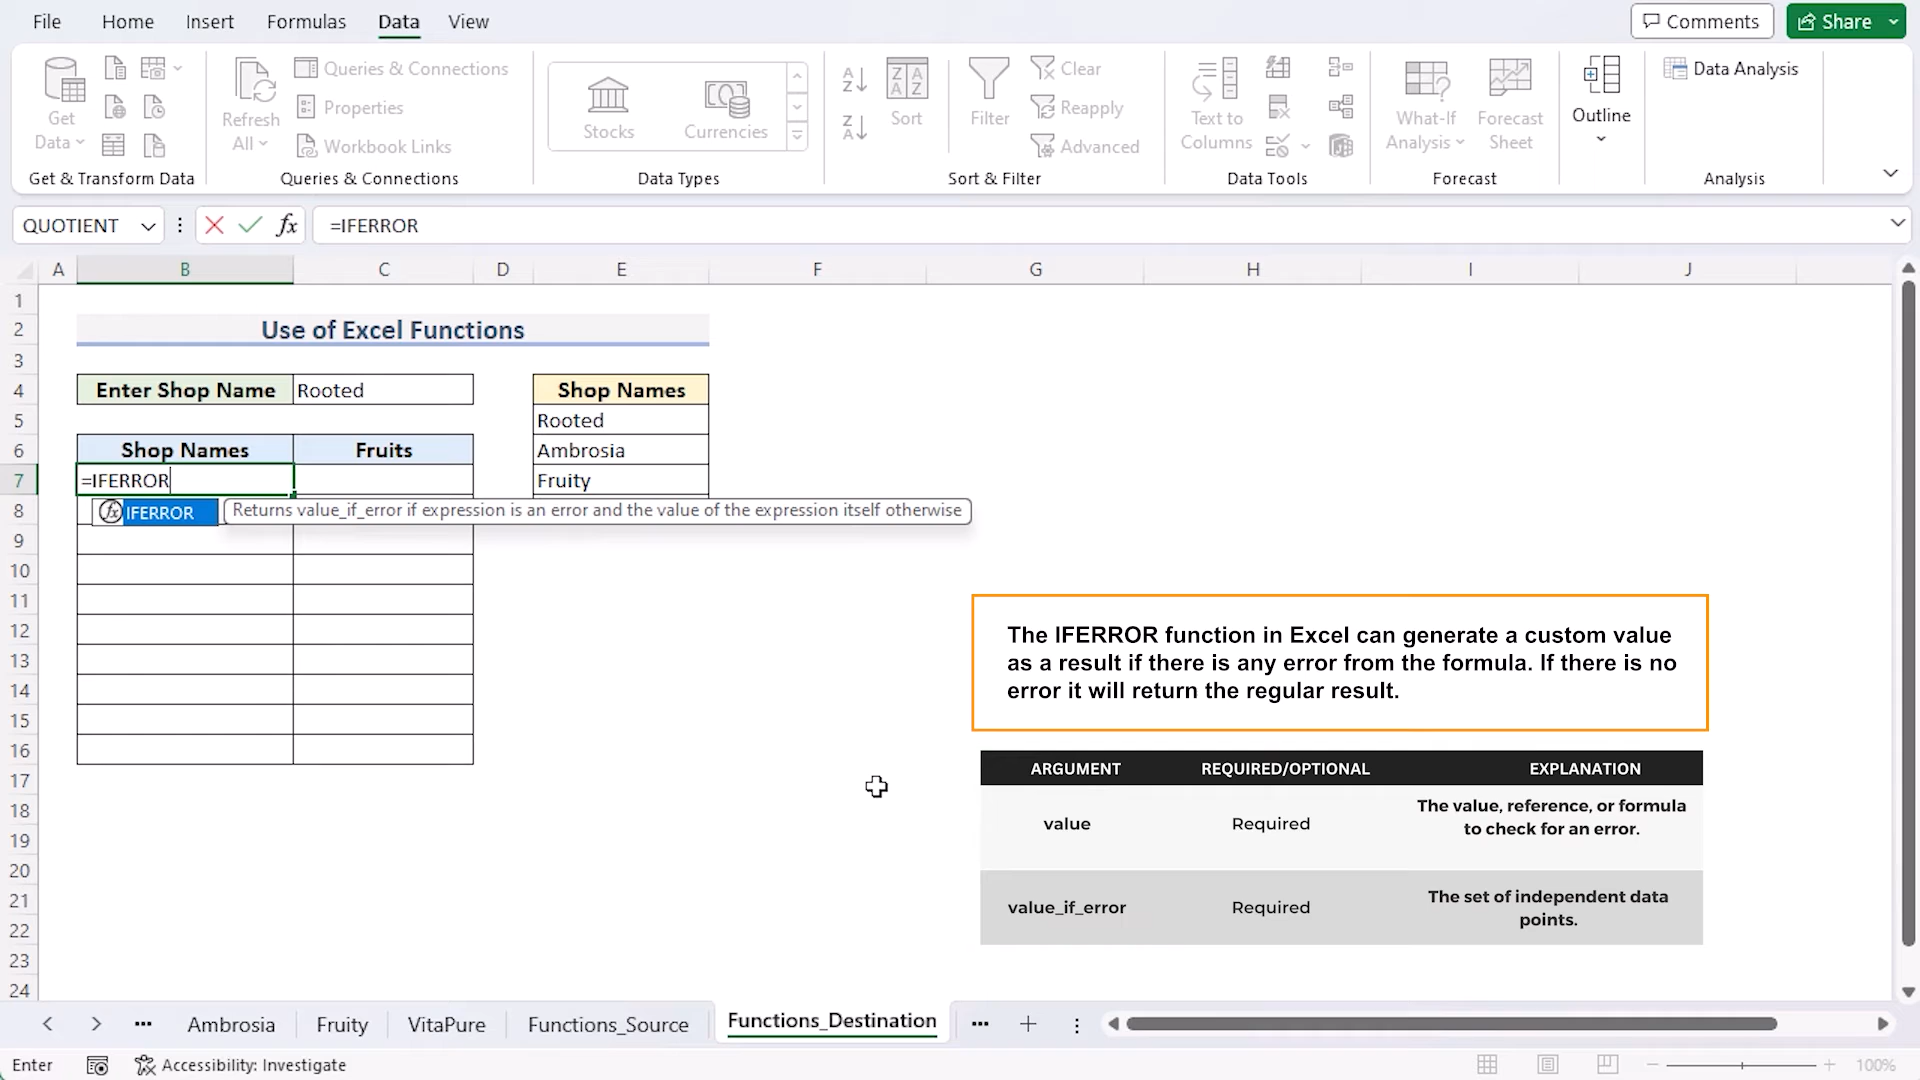 File Home Insert Formulas Data View Comments Share
Get Data
Refresh All
Queries & Connections
Properties
Workbook Links
Stocks Currencies
Sort
Filter
Clear
Reapply
Advanced
Text to Columns
What-If Analysis
Forecast Sheet
Outline
Data Analysis
Get & Transform Data Queries & Connections Data Types Sort & Filter Data Tools Forecast Analysis
QUOTIENT fx =IFERROR
A B C D E F G H I J
1
2 Use of Excel Functions
3
4 Enter Shop Name Rooted Shop Names
5 Rooted
6 Shop Names Fruits Ambrosia
7 =IFERROR Fruity
8 fx IFERROR Returns value_if_error if expression is an error and the value of the expression itself otherwise
9
10
11
12
13
14
15
16
17
18
19
20
21
22
23
24
The IFERROR function in Excel can generate a custom value
as a result if there is any error from the formula. If there is no
error it will return the regular result.
ARGUMENT REQUIRED/OPTIONAL EXPLANATION
value Required The value, reference, or formula
to check for an error.
value_if_error Required The set of independent data
points.
... Ambrosia Fruity VitaPure Functions_Source Functions_Destination ...
Enter Accessibility: Investigate 100%